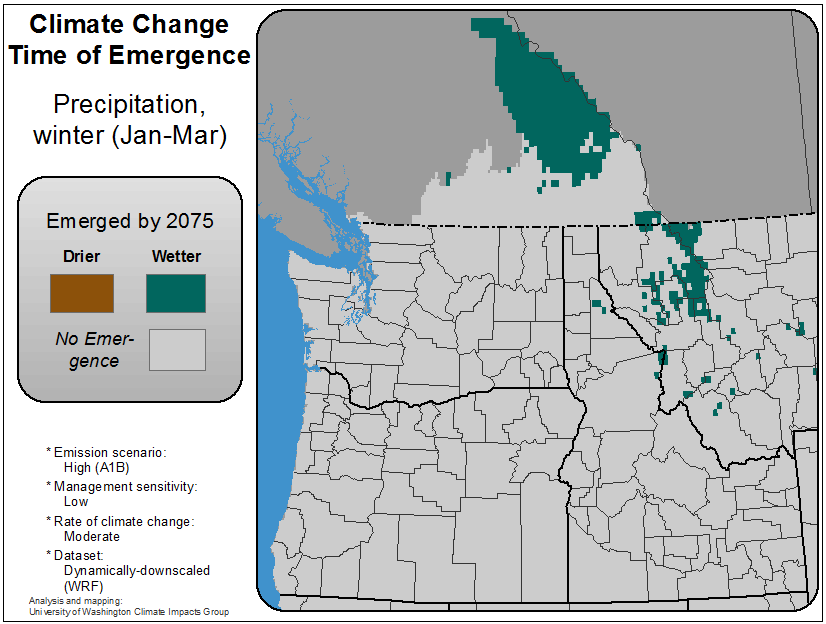 Climate Change
Time of Emergence
Precipitation,
winter (Jan-Mar)
Emerged by 2075
Drier
Wetter
No Emer-
gence
* Emission scenario:
High (A1B)
* Management sensitivity:
Low
* Rate of climate change:
Moderate
* Dataset:
Dynamically-downscaled
(WRF)
Analysis and mapping:
University of Washington Climate Impacts Group